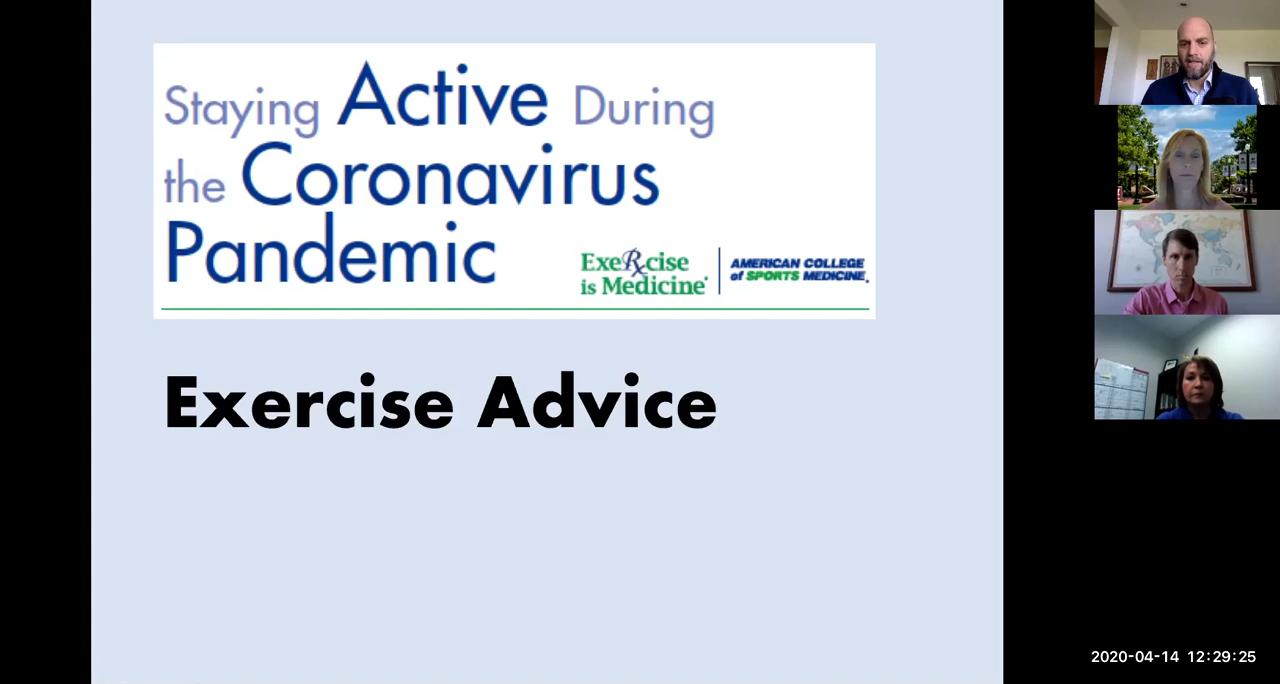 Staying Active During
the Coronavirus
Pandemic
ExeRxcise
is Medicine®
AMERICAN COLLEGE
of SPORTS MEDICINE®
Exercise Advice
2020-04-14 12:29:25